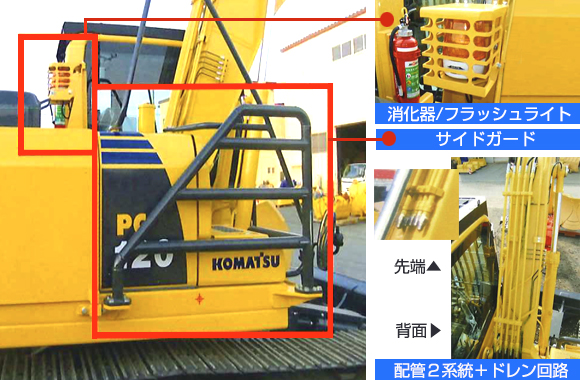 消化器/フラッシュライト
サイドガード
PC
120
KOMATSU
先端▲
背面▶
配管２系統＋ドレン回路